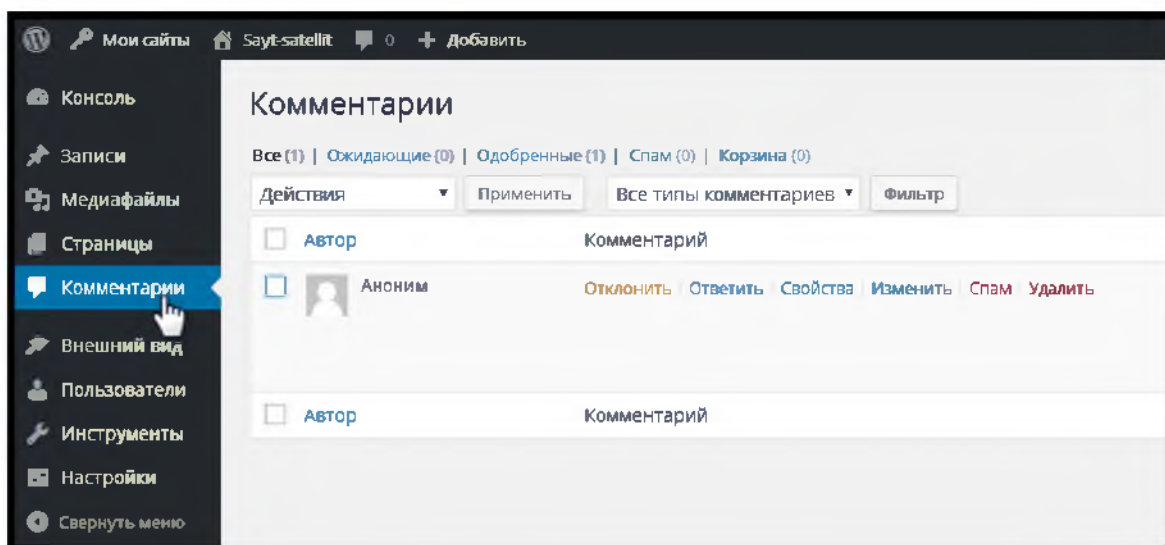 Мои сайты Sayt-satellit 0 + Добавить
Консоль
Записи
Медиафайлы
Страницы
Комментарии
Внешний вид
Пользователи
Инструменты
Настройки
Свернуть меню
Комментарии
Все (1) | Ожидающие (0) | Одобренные (1) | Спам (0) | Корзина (0)
Действия Применить Все типы комментариев Фильтр
Автор Комментарий
Аноним Отклонить Ответить Свойства Изменить Спам Удалить
Автор Комментарий